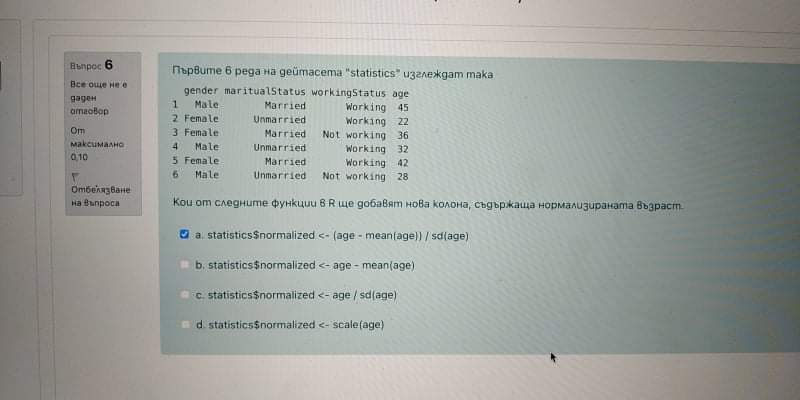 Въпрос 6
Все още не е
даден
отговор
От
максимално
0,10
Отбелязване
на въпроса
Първите 6 реда на дейтасета "statistics" изглеждат така
gender maritualStatus workingStatus age
1 Male Married Working 45
2 Female Unmarried Working 22
3 Female Married Not working 36
4 Male Unmarried Working 32
5 Female Married Working 42
6 Male Unmarried Not working 28
Кои от следните функции в R ще добавят нова колона, съдържаща нормализираната възраст.
a. statistics$normalized <- (age - mean(age)) / sd(age)
b. statistics$normalized <- age - mean(age)
c. statistics$normalized <- age / sd(age)
d. statistics$normalized <- scale(age)